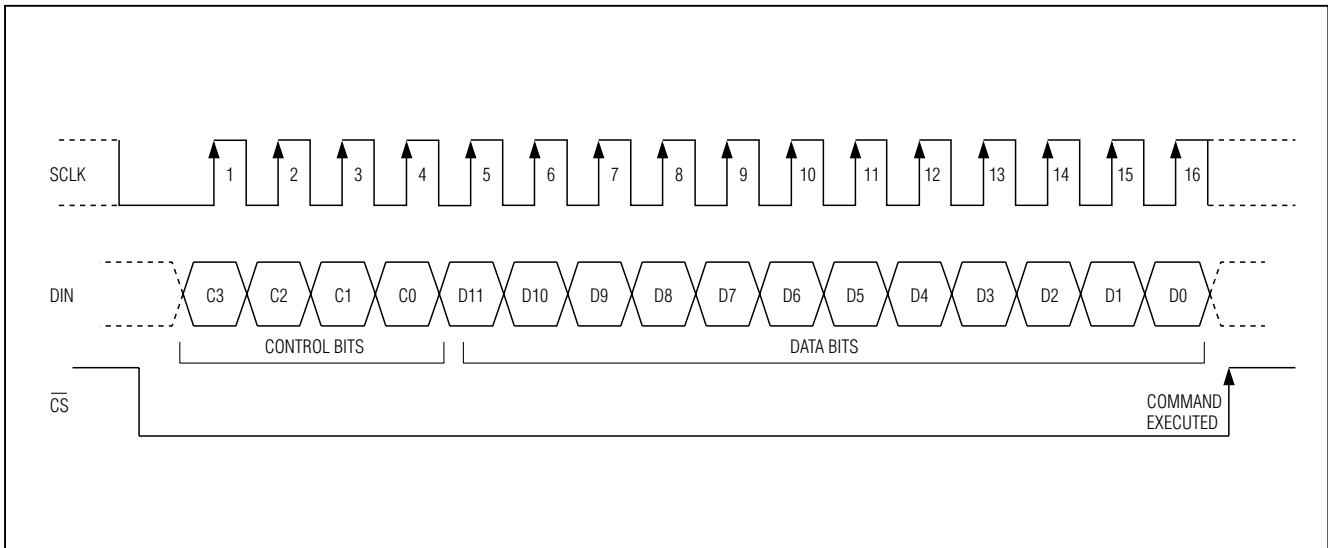 SCLK 1 2 3 4 5 6 7 8 9 10 11 12 13 14 15 16
DIN C3 C2 C1 C0 D11 D10 D9 D8 D7 D6 D5 D4 D3 D2 D1 D0
CONTROL BITS DATA BITS
CS
COMMAND
EXECUTED